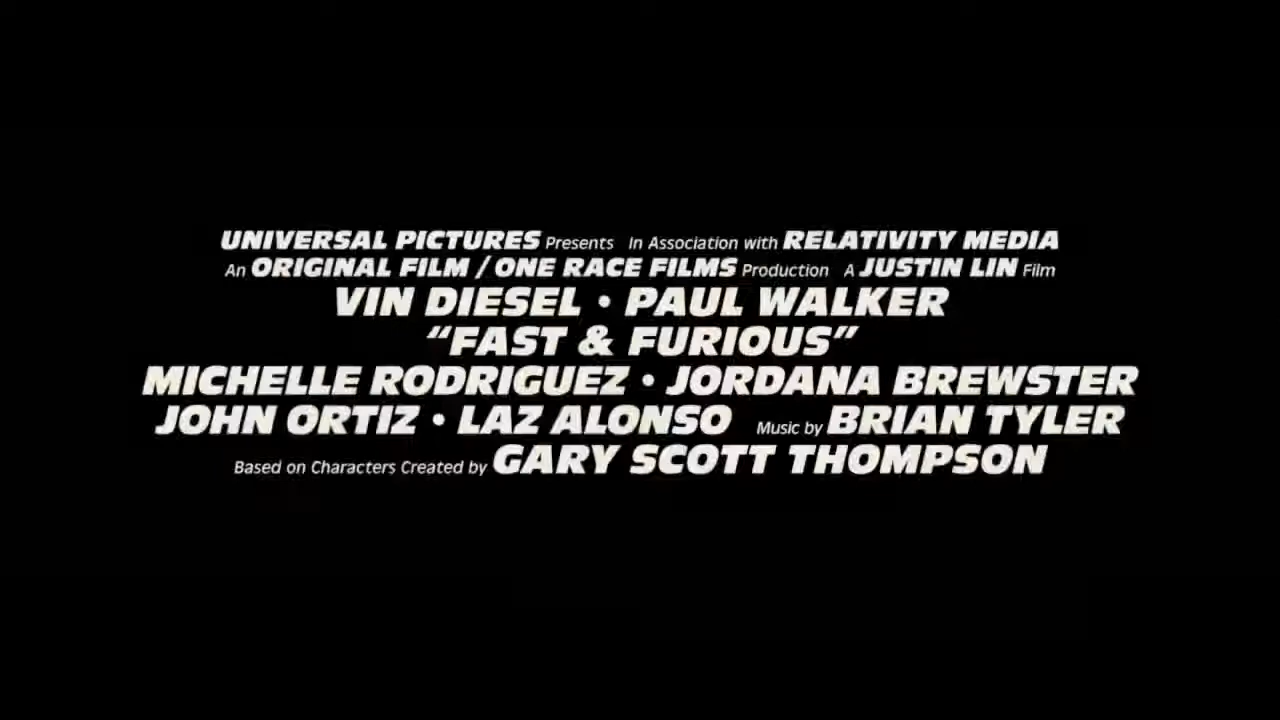 UNIVERSAL PICTURES Presents In Association with RELATIVITY MEDIA
An ORIGINAL FILM / ONE RACE FILMS Production A JUSTIN LIN Film
VIN DIESEL • PAUL WALKER
“FAST & FURIOUS”
MICHELLE RODRIGUEZ • JORDANA BREWSTER
JOHN ORTIZ • LAZ ALONSO Music by BRIAN TYLER
Based on Characters Created by GARY SCOTT THOMPSON